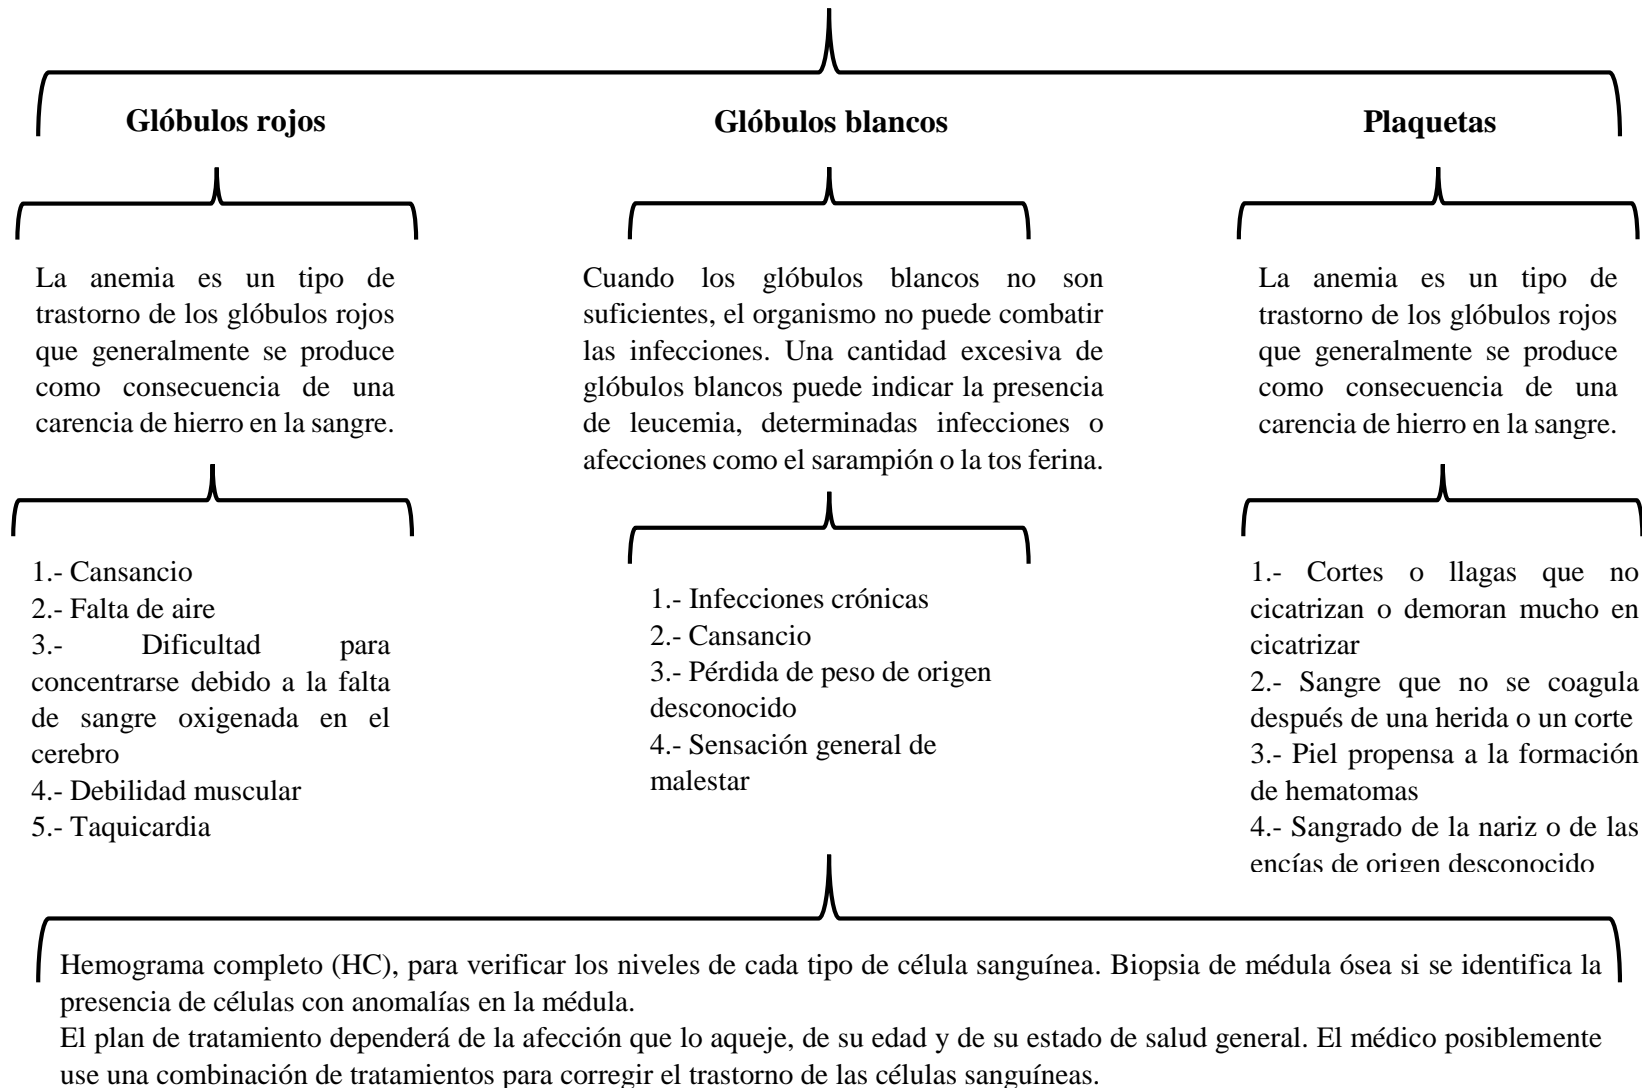 Glóbulos rojos
Glóbulos blancos
Plaquetas
La anemia es un tipo de
trastorno de los glóbulos rojos
que generalmente se produce
como consecuencia de una
carencia de hierro en la sangre.
Cuando los glóbulos blancos no son
suficientes, el organismo no puede combatir
las infecciones. Una cantidad excesiva de
glóbulos blancos puede indicar la presencia
de leucemia, determinadas infecciones o
afecciones como el sarampión o la tos ferina.
La anemia es un tipo de
trastorno de los glóbulos rojos
que generalmente se produce
como consecuencia de una
carencia de hierro en la sangre.
1.- Cansancio
2.- Falta de aire
3.- Dificultad para
concentrarse debido a la falta
de sangre oxigenada en el
cerebro
4.- Debilidad muscular
5.- Taquicardia
1.- Infecciones crónicas
2.- Cansancio
3.- Pérdida de peso de origen
desconocido
4.- Sensación general de
malestar
1.- Cortes o llagas que no
cicatrizan o demoran mucho en
cicatrizar
2.- Sangre que no se coagula
después de una herida o un corte
3.- Piel propensa a la formación
de hematomas
4.- Sangrado de la nariz o de las
encías de origen desconocido
Hemograma completo (HC), para verificar los niveles de cada tipo de célula sanguínea. Biopsia de médula ósea si se identifica la
presencia de células con anomalías en la médula.
El plan de tratamiento dependerá de la afección que lo aqueje, de su edad y de su estado de salud general. El médico posiblemente
use una combinación de tratamientos para corregir el trastorno de las células sanguíneas.